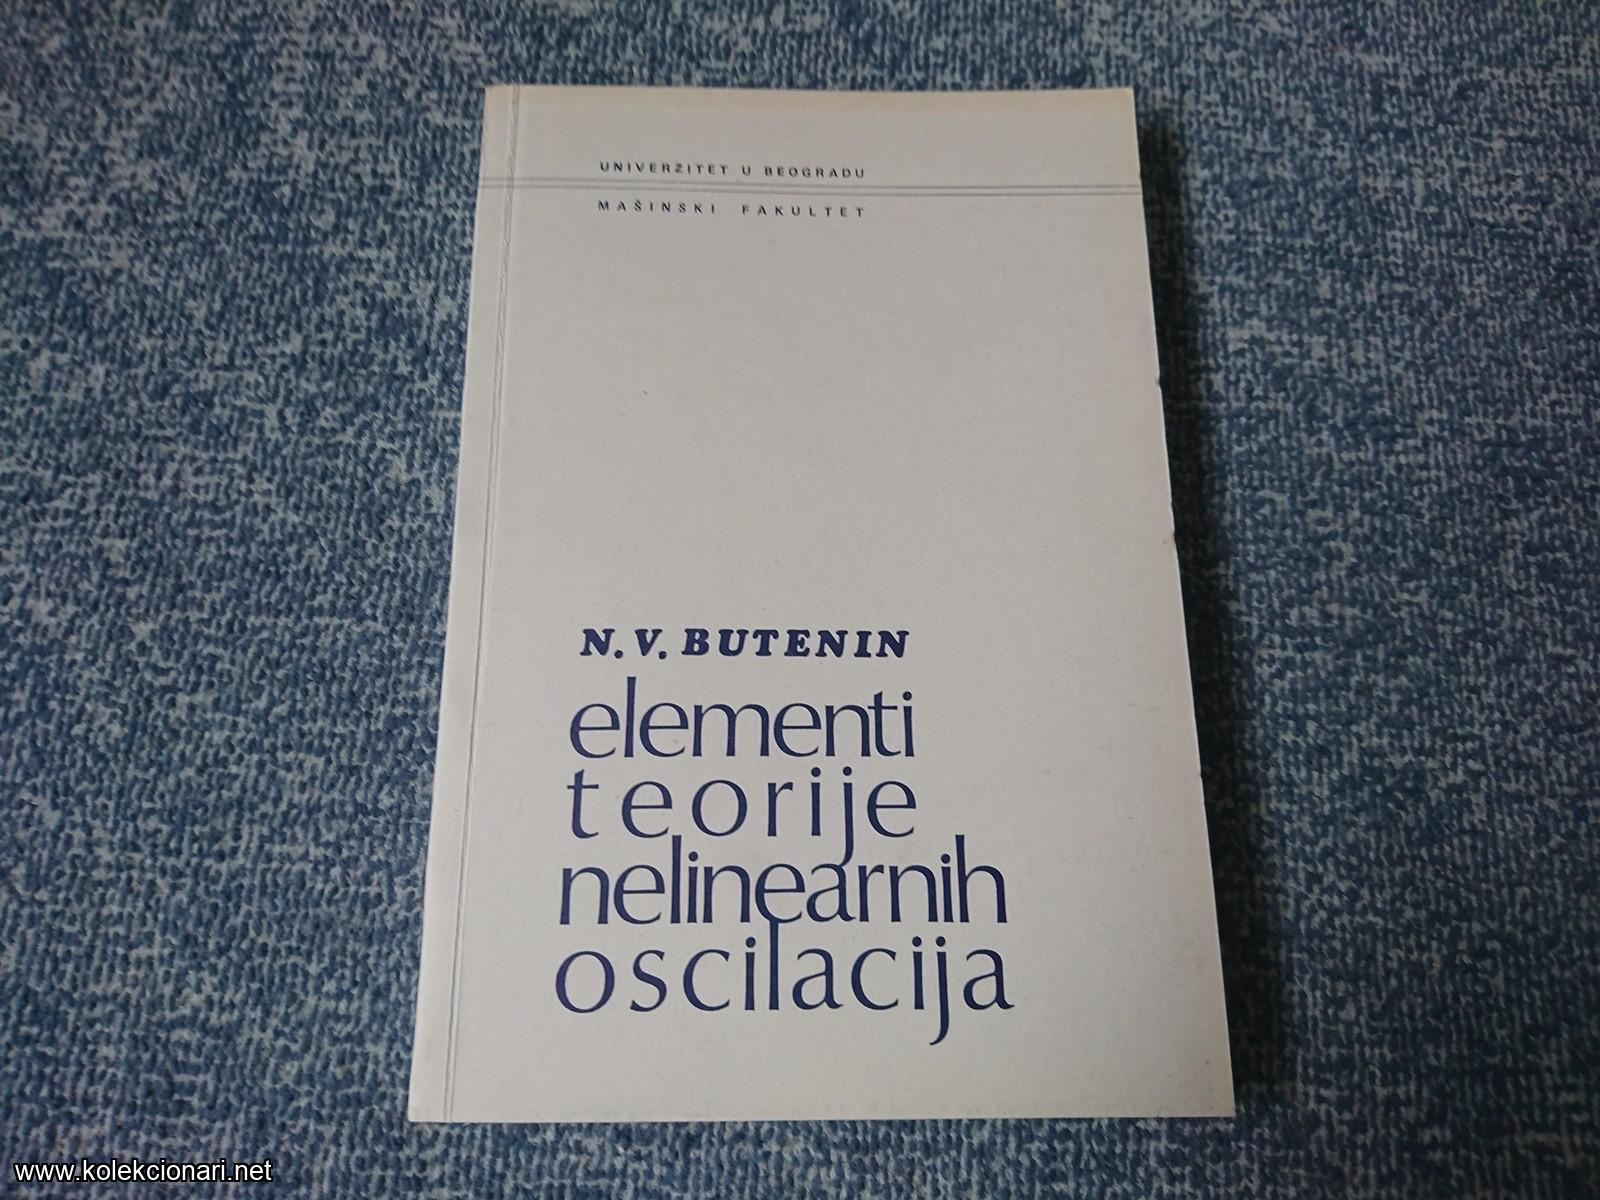 UNIVERZITET U BEOGRADU
MAŠINSKI FAKULTET
N. V. BUTENIN
elementi
teorije
nelinearnih
oscilacija
www.kolekcionari.net